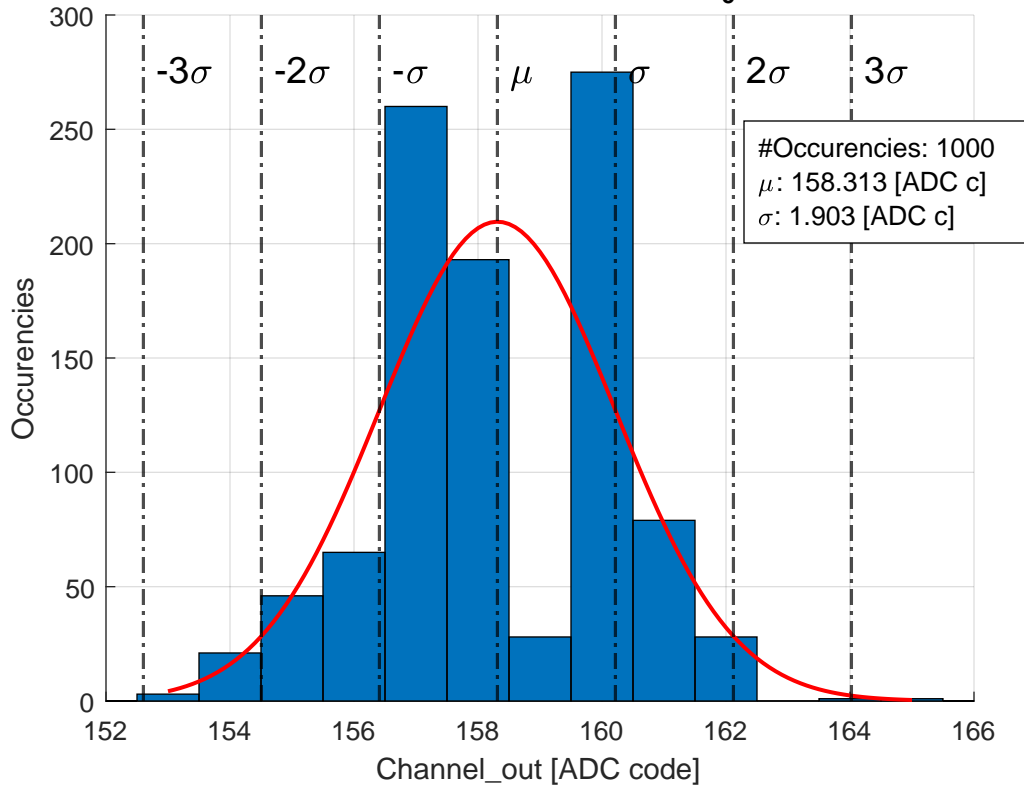 300
250
200
150
100
50
0
Occurencies
-3σ
-2σ
-σ
μ
σ
2σ
3σ
#Occurencies: 1000
μ: 158.313 [ADC c]
σ: 1.903 [ADC c]
152
154
156
158
160
162
164
166
Channel_out [ADC code]